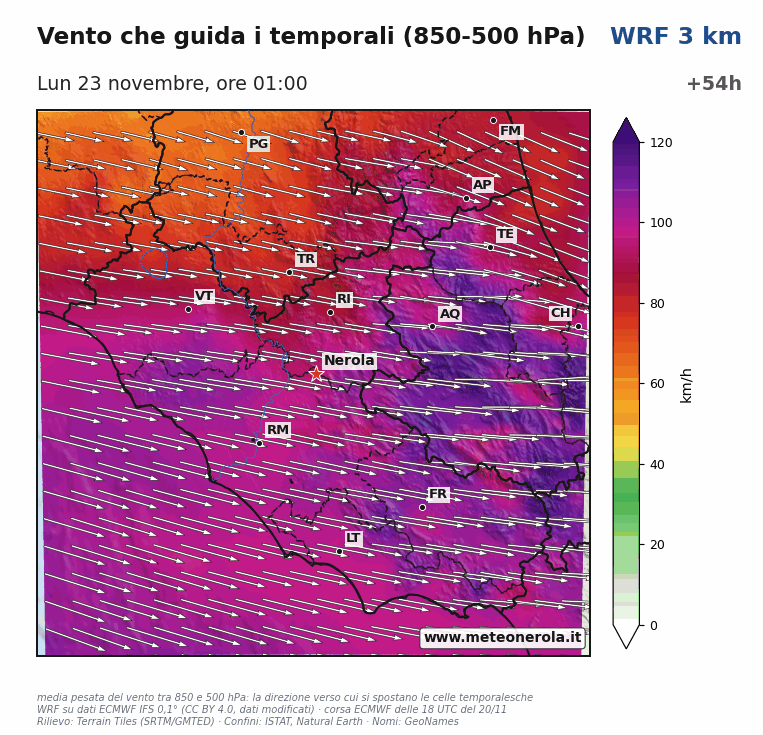 Vento che guida i temporali (850-500 hPa) WRF 3 km
Lun 23 novembre, ore 01:00 +54h
PG
FM
AP
TE
TR
VT
RI
AQ
CH
Nerola
RM
FR
LT
www.meteonerola.it
120
100
80
60
40
20
0
km/h
media pesata del vento tra 850 e 500 hPa: la direzione verso cui si spostano le celle temporalesche
WRF su dati ECMWF IFS 0,1° (CC BY 4.0, dati modificati) · corsa ECMWF delle 18 UTC del 20/11
Rilievo: Terrain Tiles (SRTM/GMTED) · Confini: ISTAT, Natural Earth · Nomi: GeoNames